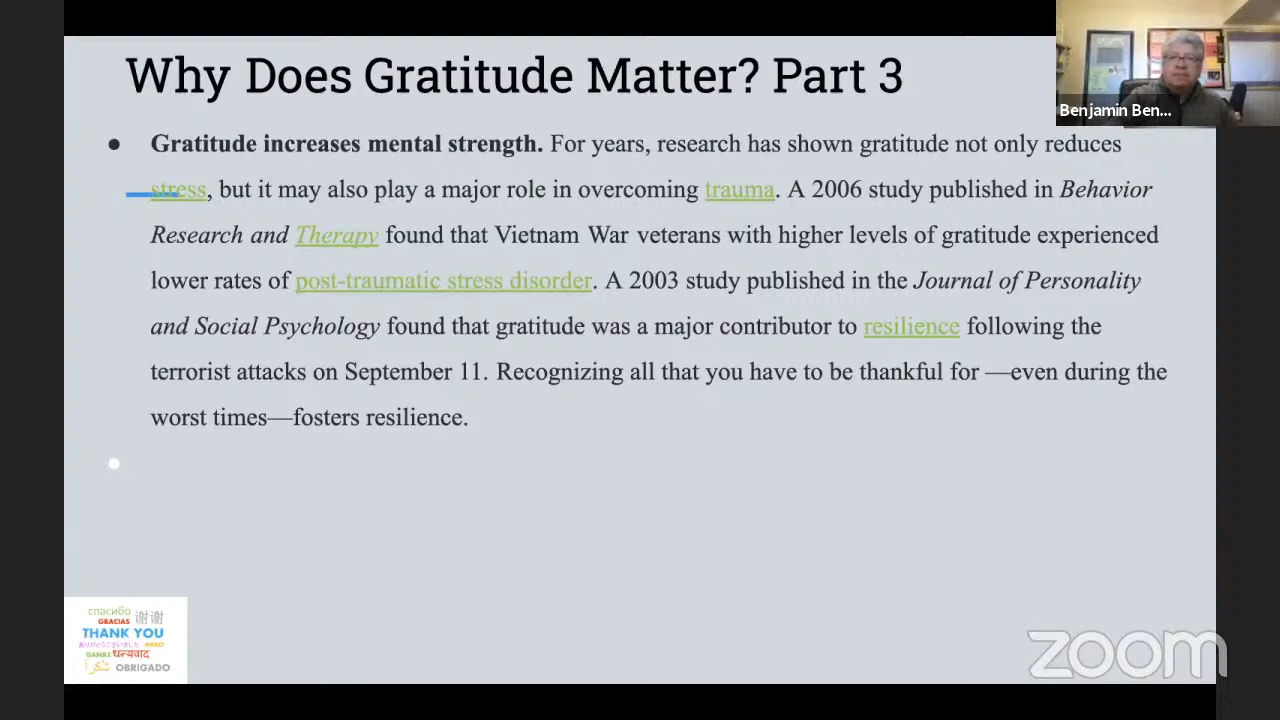 Why Does Gratitude Matter? Part 3
Benjamin Ben...
● Gratitude increases mental strength. For years, research has shown gratitude not only reduces
stress, but it may also play a major role in overcoming trauma. A 2006 study published in Behavior
Research and Therapy found that Vietnam War veterans with higher levels of gratitude experienced
lower rates of post-traumatic stress disorder. A 2003 study published in the Journal of Personality
and Social Psychology found that gratitude was a major contributor to resilience following the
terrorist attacks on September 11. Recognizing all that you have to be thankful for —even during the
worst times—fosters resilience.
спасибо 谢谢
GRACIAS
THANK YOU
ありがとうございました MERCI
DANKE धन्यवाद
شكراً OBRIGADO
zoom